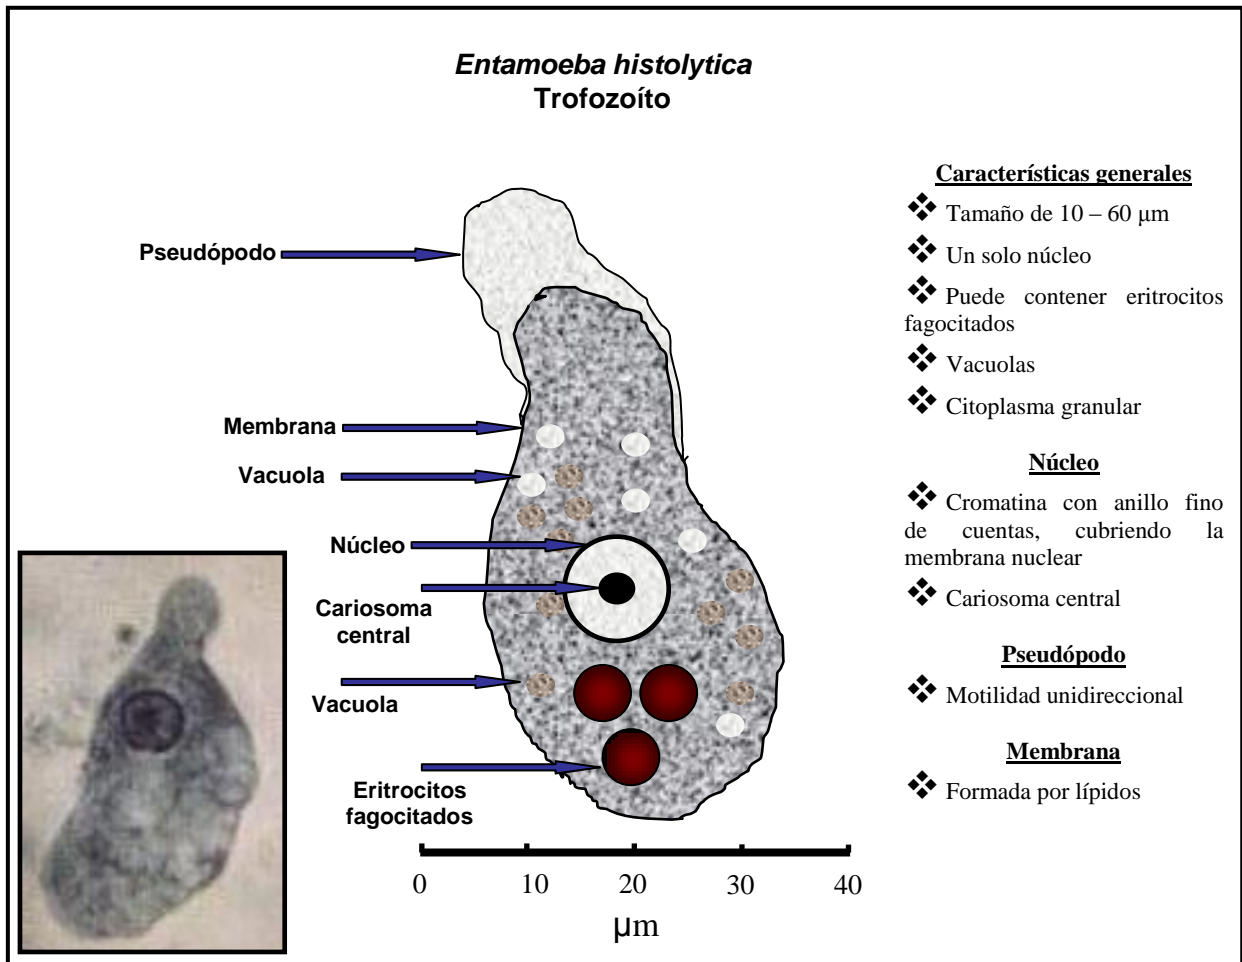 Entamoeba histolytica
Trofozoíto
Pseudópodo
Membrana
Vacuola
Núcleo
Cariosoma
central
Vacuola
Eritrocitos
fagocitados
0 10 20 30 40
µm
Características generales
❖ Tamaño de 10 – 60 µm
❖ Un solo núcleo
❖ Puede contener eritrocitos
fagocitados
❖ Vacuolas
❖ Citoplasma granular
Núcleo
❖ Cromatina con anillo fino
de cuentas, cubriendo la
membrana nuclear
❖ Cariosoma central
Pseudópodo
❖ Motilidad unidireccional
Membrana
❖ Formada por lípidos